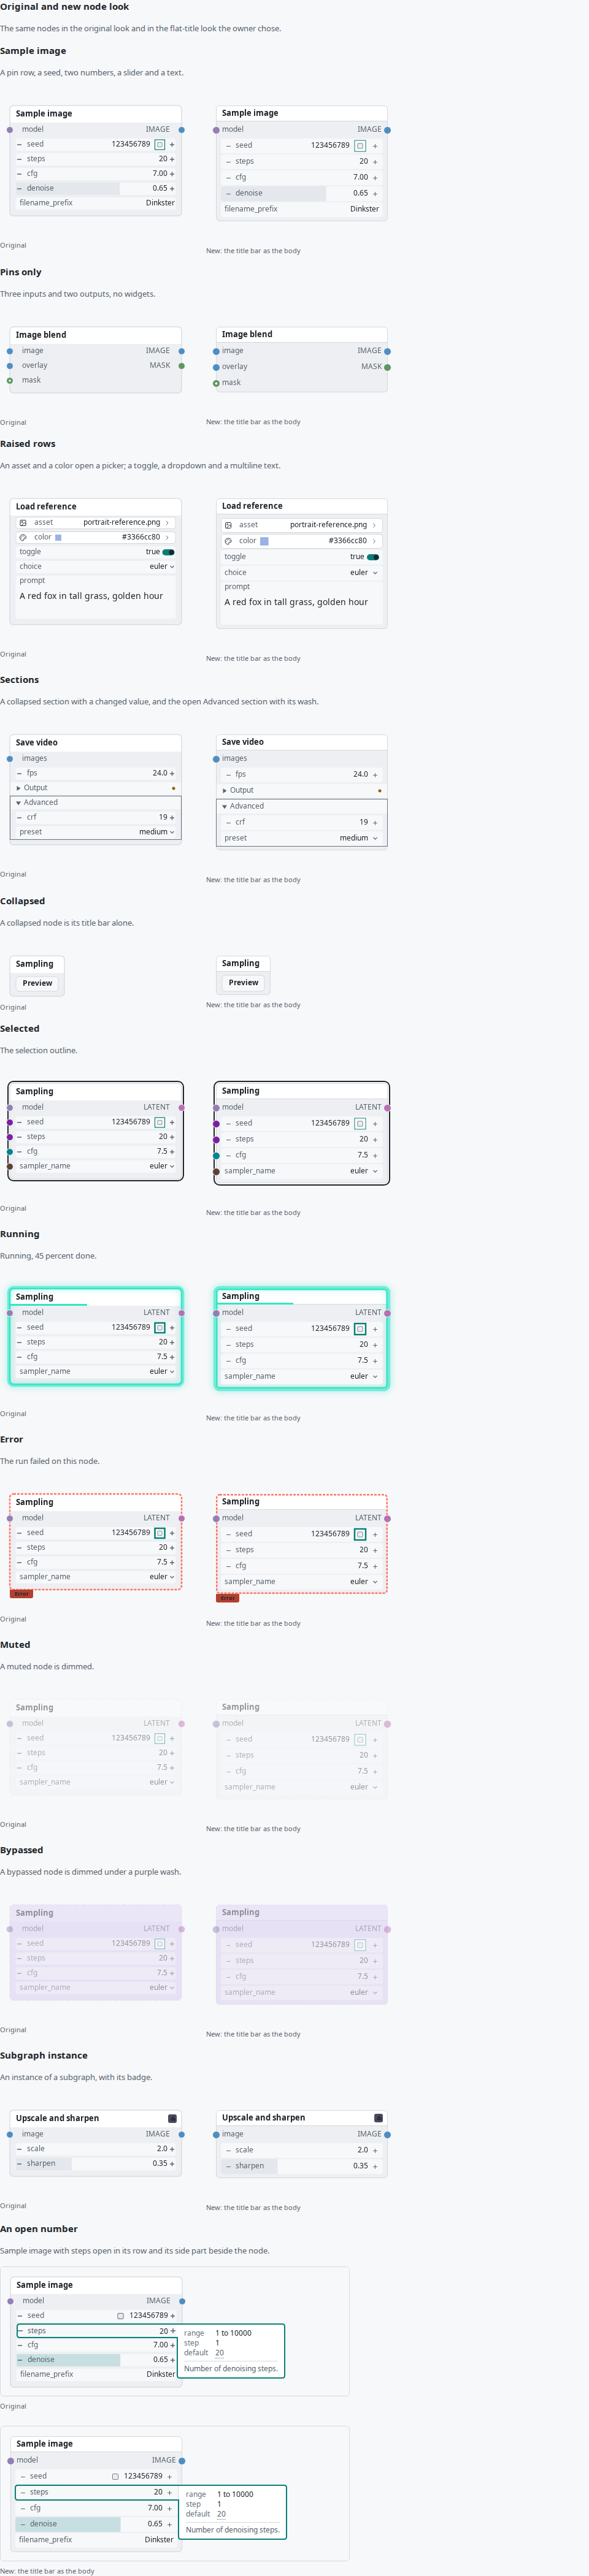 Original and new node look
The same nodes in the original look and in the flat-title look the owner chose.
Sample image
A pin row, a seed, two numbers, a slider and a text.
Sample image
model IMAGE
− seed 123456789 +
− steps 20 +
− cfg 7.00 +
− denoise 0.65 +
filename_prefix Dinkster
Original
Sample image
model IMAGE
− seed 123456789 +
− steps 20 +
− cfg 7.00 +
− denoise 0.65 +
filename_prefix Dinkster
New: the title bar as the body
Pins only
Three inputs and two outputs, no widgets.
Image blend
image IMAGE
overlay MASK
mask
Original
Image blend
image IMAGE
overlay MASK
mask
New: the title bar as the body
Raised rows
An asset and a color open a picker; a toggle, a dropdown and a multiline text.
Load reference
asset portrait-reference.png
color #3366cc80
toggle true
choice euler
prompt
A red fox in tall grass, golden hour
Original
Load reference
asset portrait-reference.png
color #3366cc80
toggle true
choice euler
prompt
A red fox in tall grass, golden hour
New: the title bar as the body
Sections
A collapsed section with a changed value, and the open Advanced section with its wash.
Save video
images
− fps 24.0 +
Output
Advanced
− crf 19 +
preset medium
Original
Save video
images
− fps 24.0 +
Output
Advanced
− crf 19 +
preset medium
New: the title bar as the body
Collapsed
A collapsed node is its title bar alone.
Sampling
Preview
Original
Sampling
Preview
New: the title bar as the body
Selected
The selection outline.
Sampling
model LATENT
seed 123456789 +
steps 20 +
cfg 7.5 +
sampler_name euler
Original
Sampling
model LATENT
− seed 123456789 +
− steps 20 +
− cfg 7.5 +
sampler_name euler
New: the title bar as the body
Running
Running, 45 percent done.
Sampling
model LATENT
− seed 123456789 +
− steps 20 +
− cfg 7.5 +
sampler_name euler
Original
Sampling
model LATENT
− seed 123456789 +
− steps 20 +
− cfg 7.5 +
sampler_name euler
New: the title bar as the body
Error
The run failed on this node.
Sampling
model LATENT
− seed 123456789 +
− steps 20 +
− cfg 7.5 +
sampler_name euler
Error
Original
Sampling
model LATENT
− seed 123456789 +
− steps 20 +
− cfg 7.5 +
sampler_name euler
Error
New: the title bar as the body
Muted
A muted node is dimmed.
Sampling
model LATENT
− seed 123456789 +
− steps 20 +
− cfg 7.5 +
sampler_name euler
Original
Sampling
model LATENT
− seed 123456789 +
− steps 20 +
− cfg 7.5 +
sampler_name euler
New: the title bar as the body
Bypassed
A bypassed node is dimmed under a purple wash.
Sampling
model LATENT
− seed 123456789 +
− steps 20 +
− cfg 7.5 +
sampler_name euler
Original
Sampling
model LATENT
− seed 123456789 +
− steps 20 +
− cfg 7.5 +
sampler_name euler
New: the title bar as the body
Subgraph instance
An instance of a subgraph, with its badge.
Upscale and sharpen
image IMAGE
− scale 2.0 +
− sharpen 0.35 +
Original
Upscale and sharpen
image IMAGE
− scale 2.0 +
− sharpen 0.35 +
New: the title bar as the body
An open number
Sample image with steps open in its row and its side part beside the node.
Sample image
model IMAGE
− seed 123456789 +
− steps 20 +
− cfg 7.00 +
− denoise 0.65 +
filename_prefix Dinkster
range 1 to 10000
step 1
default 20
Number of denoising steps.
Original
Sample image
model IMAGE
− seed 123456789 +
− steps 20 +
− cfg 7.00 +
− denoise 0.65 +
filename_prefix Dinkster
range 1 to 10000
step 1
default 20
Number of denoising steps.
New: the title bar as the body